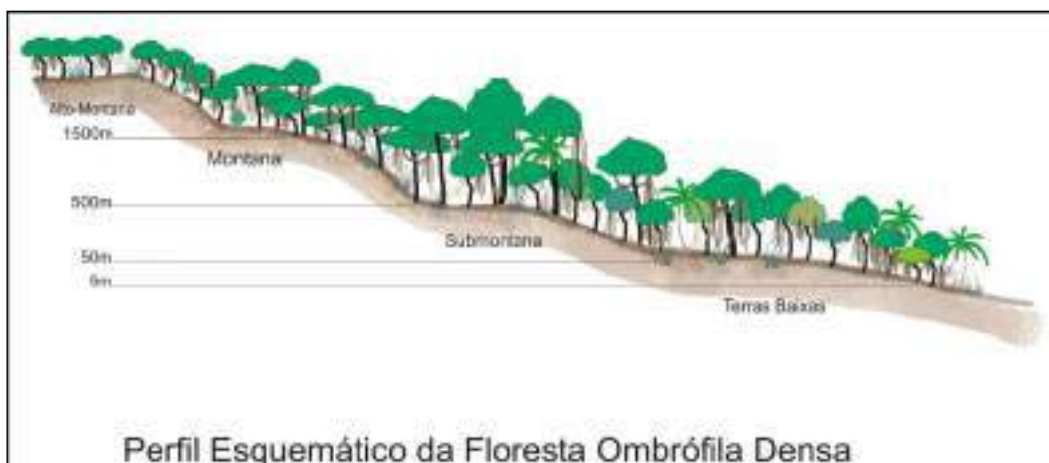 Alto-Montana
1500m
Montana
500m
Submontana
50m
5m
Terras Baixas
Perfil Esquemático da Floresta Ombrófila Densa